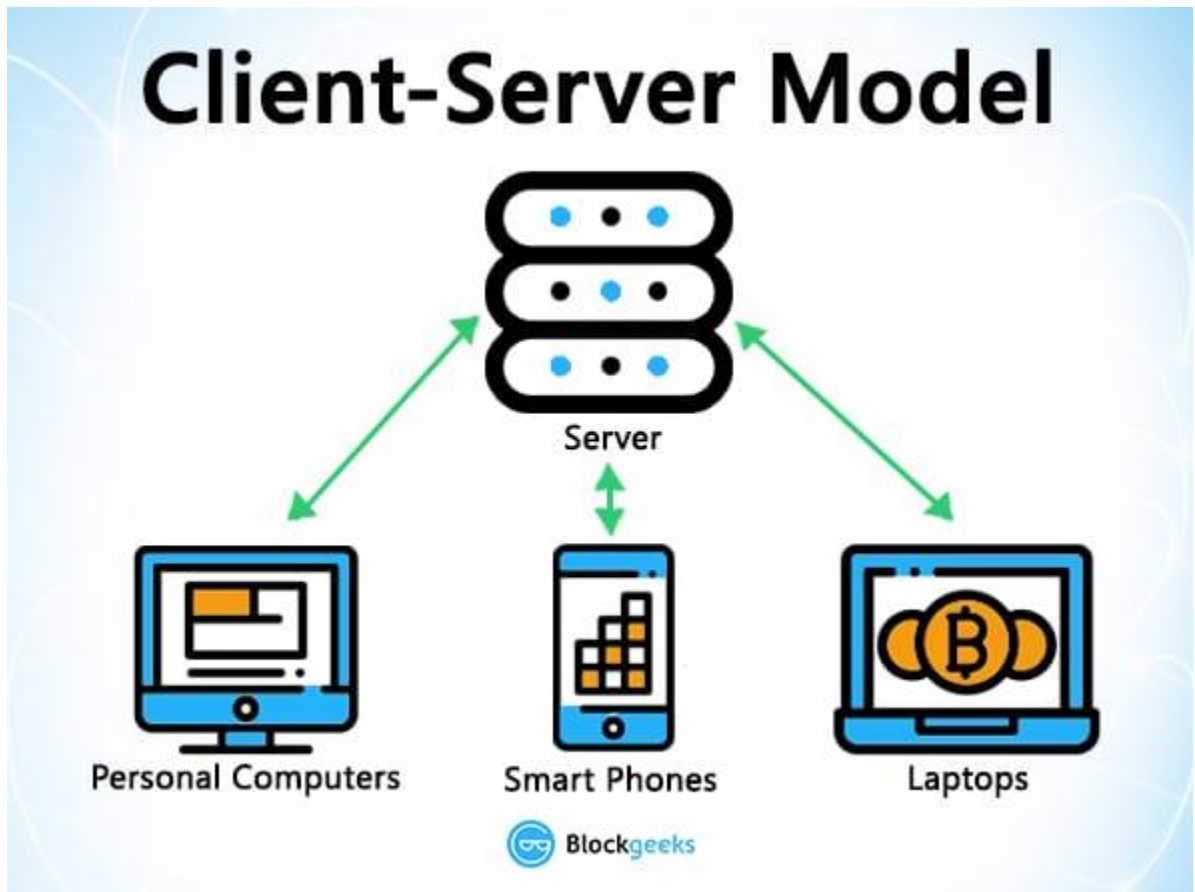 Client-Server Model
Server
Personal Computers
Smart Phones
Laptops
Blockgeeks